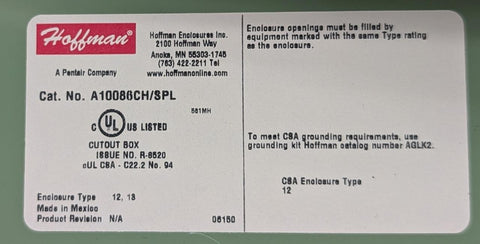 Hoffman®
A Pentair Company
Hoffman Enclosures Inc.
2100 Hoffman Way
Anoka, MN 55303-1745
(763) 422-2211 Tel
www.hoffmanonline.com
Cat. No. A10086CH/SPL
561MH
C UL US LISTED
CUTOUT BOX
ISSUE NO. R-6520
cUL CSA - C22.2 No. 94
Enclosure Type 12, 13
Made in Mexico
Product Revision N/A
06160
Enclosure openings must be filled by
equipment marked with the same Type rating
as the enclosure.
To meet CSA grounding requirements, use
grounding kit Hoffman catalog number AGLK2.
CSA Enclosure Type
12